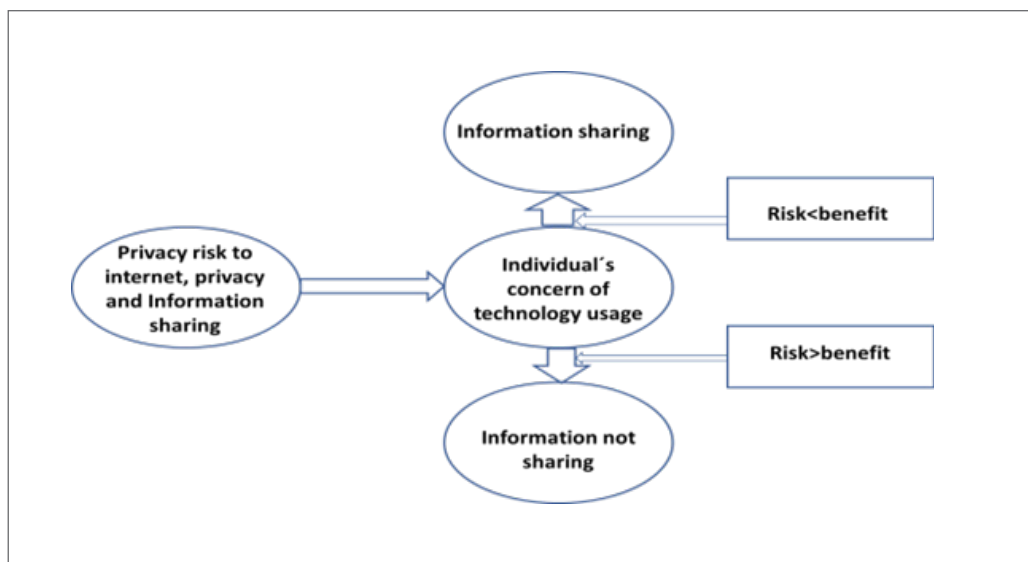 Information sharing
Risk<benefit
Privacy risk to
internet, privacy
and Information
sharing
Individual´s
concern of
technology usage
Risk>benefit
Information not
sharing